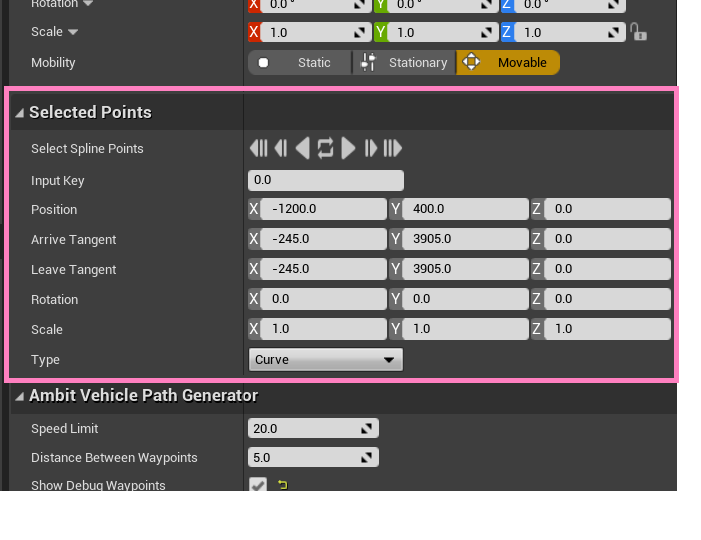 Rotation X 0.0 ° Y 0.0 ° Z 0.0 °
Scale X 1.0 Y 1.0 Z 1.0
Mobility Static Stationary Movable
Selected Points
Select Spline Points
Input Key 0.0
Position X -1200.0 Y 400.0 Z 0.0
Arrive Tangent X -245.0 Y 3905.0 Z 0.0
Leave Tangent X -245.0 Y 3905.0 Z 0.0
Rotation X 0.0 Y 0.0 Z 0.0
Scale X 1.0 Y 1.0 Z 1.0
Type Curve
Ambit Vehicle Path Generator
Speed Limit 20.0
Distance Between Waypoints 5.0
Show Debug Waypoints